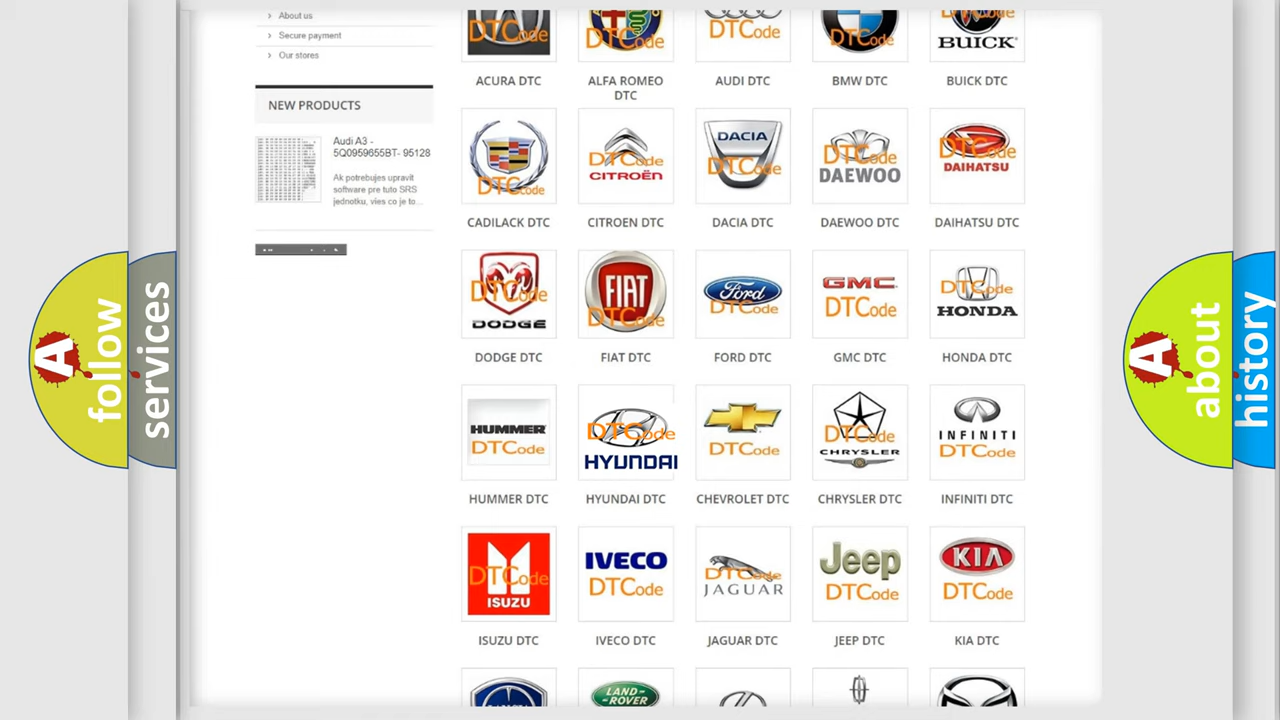 About us
Secure payment
Our stores
NEW PRODUCTS
Audi A3 -
5Q0959655BT- 95128
Ak potrebujes upravit
software pre tuto SRS
jednotku, vies co je to...
A
follow
services
DTCode
DTCode
DTCode
DTCode
BUICK
ACURA DTC
ALFA ROMEO
DTC
AUDI DTC
BMW DTC
BUICK DTC
DTCode
DTCode
CITROËN
DACIA
DTCode
DTCode
DAEWOO
DTCode
DAIHATSU
CADILACK DTC
CITROEN DTC
DACIA DTC
DAEWOO DTC
DAIHATSU DTC
DTCode
DODGE
FIAT
DTCode
Ford
DTCode
GMC
DTCode
DTCode
HONDA
DODGE DTC
FIAT DTC
FORD DTC
GMC DTC
HONDA DTC
HUMMER
DTCode
DTCode
HYUNDAI
DTCode
DTCode
CHRYSLER
INFINITI
DTCode
HUMMER DTC
HYUNDAI DTC
CHEVROLET DTC
CHRYSLER DTC
INFINITI DTC
DTCode
ISUZU
IVECO
DTCode
DTCode
JAGUAR
Jeep
DTCode
KIA
DTCode
ISUZU DTC
IVECO DTC
JAGUAR DTC
JEEP DTC
KIA DTC
LAND-
ROVER
A
about
history